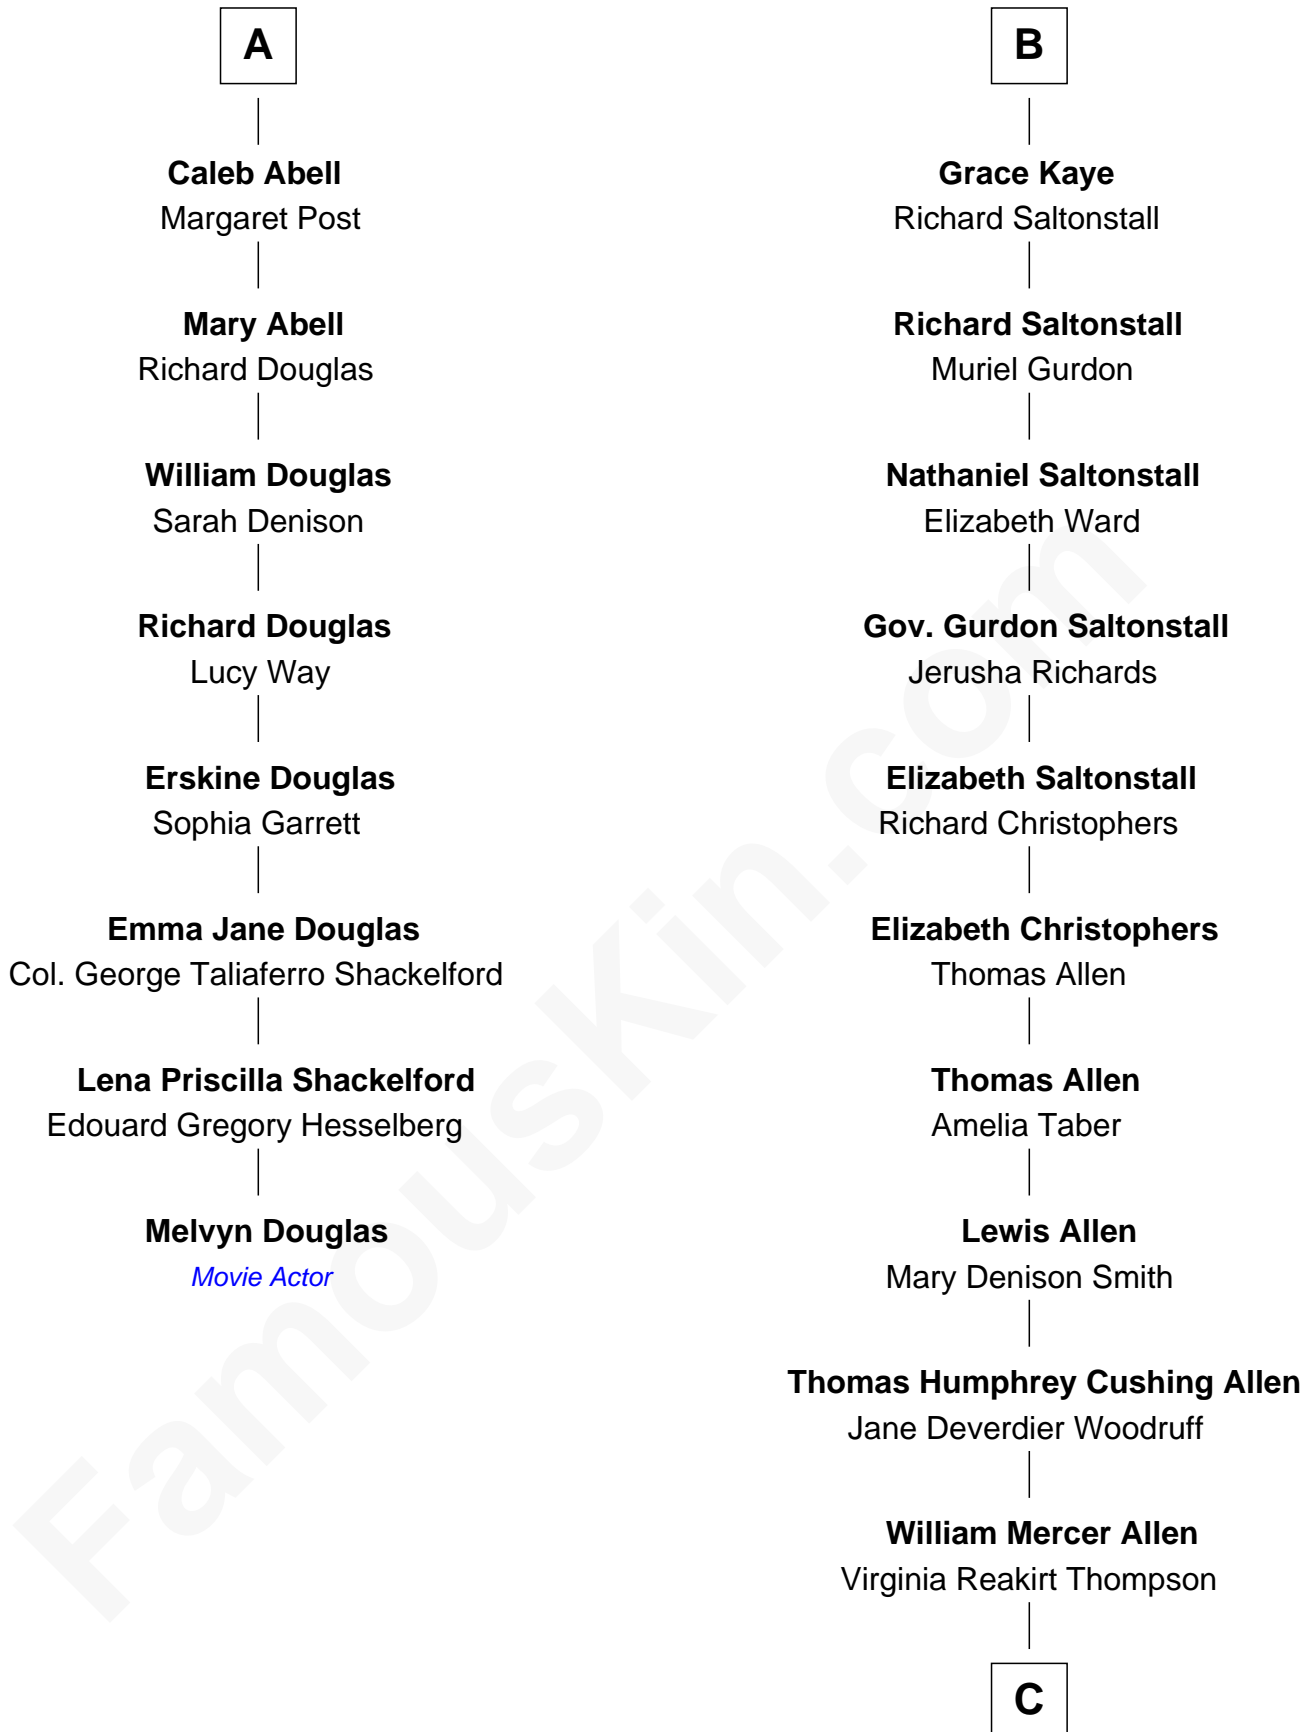 A
Caleb Abell
Margaret Post
Mary Abell
Richard Douglas
William Douglas
Sarah Denison
Richard Douglas
Lucy Way
Erskine Douglas
Sophia Garrett
Emma Jane Douglas
Col. George Taliaferro Shackelford
Lena Priscilla Shackelford
Edouard Gregory Hesselberg
Melvyn Douglas
Movie Actor
B
Grace Kaye
Richard Saltonstall
Richard Saltonstall
Muriel Gurdon
Nathaniel Saltonstall
Elizabeth Ward
Gov. Gurdon Saltonstall
Jerusha Richards
Elizabeth Saltonstall
Richard Christophers
Elizabeth Christophers
Thomas Allen
Thomas Allen
Amelia Taber
Lewis Allen
Mary Denison Smith
Thomas Humphrey Cushing Allen
Jane Deverdier Woodruff
William Mercer Allen
Virginia Reakirt Thompson
C
FamousKin.com